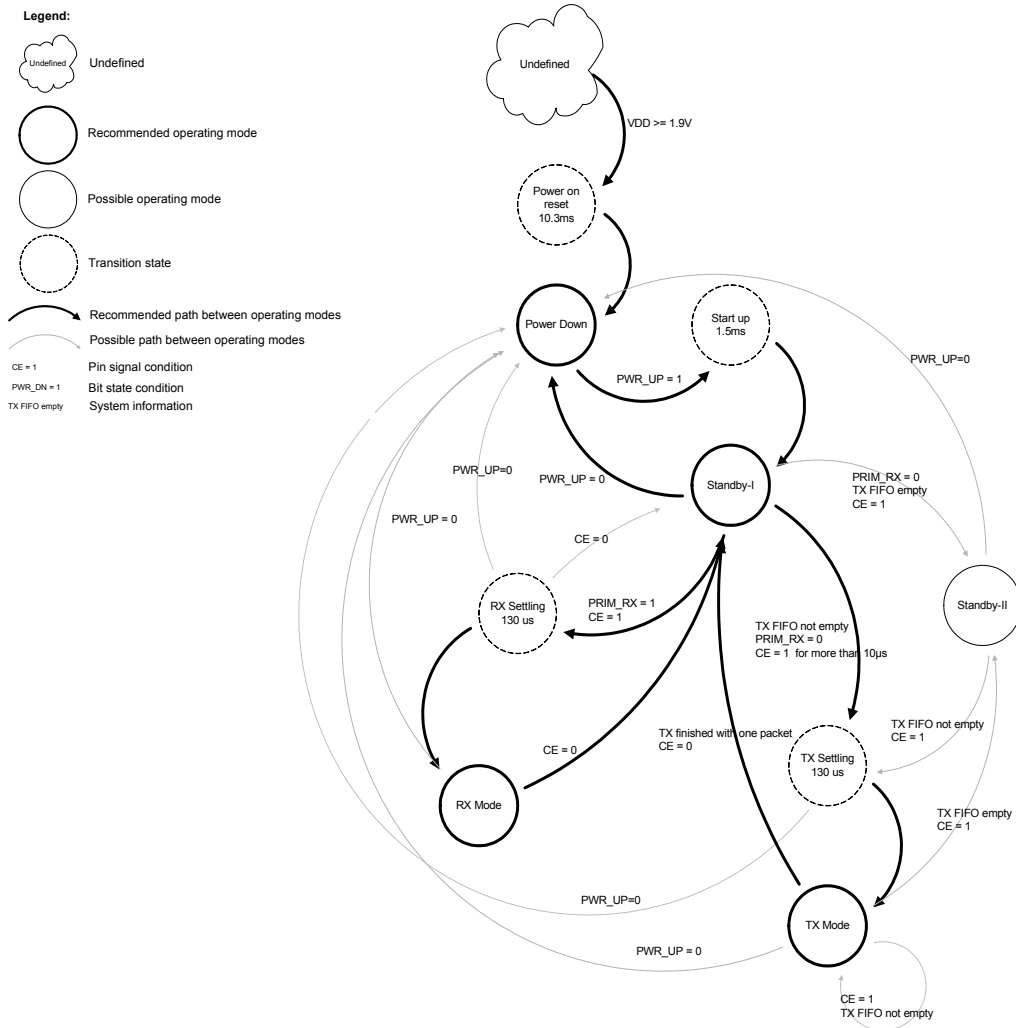 Legend:
Undefined
Undefined
Recommended operating mode
Possible operating mode
Transition state
Recommended path between operating modes
Possible path between operating modes
CE = 1
Pin signal condition
PWR_DN = 1
Bit state condition
TX FIFO empty
System information
Undefined
VDD >= 1.9V
Power on
reset
10.3ms
Power Down
Start up
1.5ms
PWR_UP=0
PWR_UP = 1
PWR_UP=0
PWR_UP = 0
Standby-I
PRIM_RX = 0
TX FIFO empty
CE = 1
PWR_UP = 0
CE = 0
RX Settling
130 us
PRIM_RX = 1
CE = 1
Standby-II
TX FIFO not empty
PRIM_RX = 0
CE = 1 for more than 10µs
TX FIFO not empty
CE = 1
TX finished with one packet
CE = 0
CE = 0
TX Settling
130 us
RX Mode
TX FIFO empty
CE = 1
PWR_UP=0
TX Mode
PWR_UP = 0
CE = 1
TX FIFO not empty